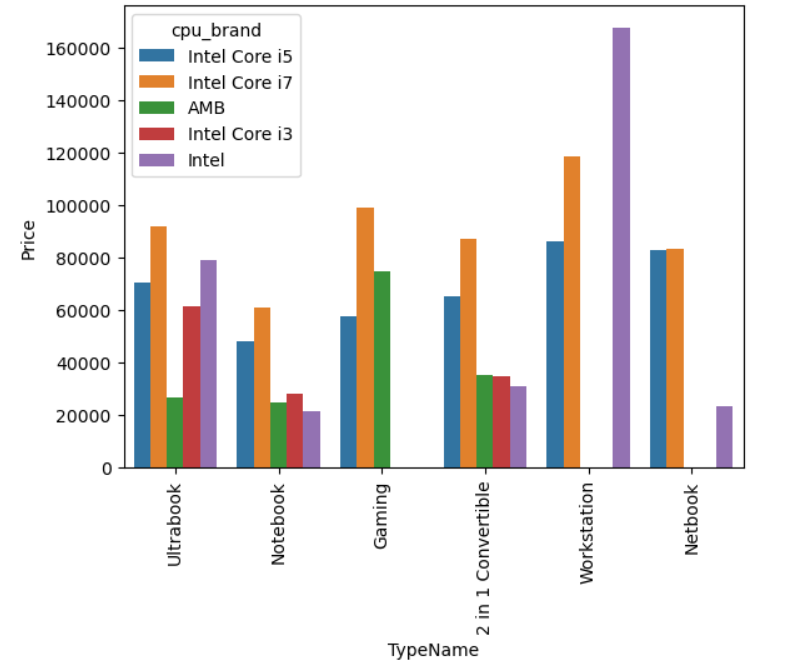 cpu_brand
Intel Core i5
Intel Core i7
AMB
Intel Core i3
Intel
Price
160000
140000
120000
100000
80000
60000
40000
20000
0
Ultrabook
Notebook
Gaming
2 in 1 Convertible
Workstation
Netbook
TypeName